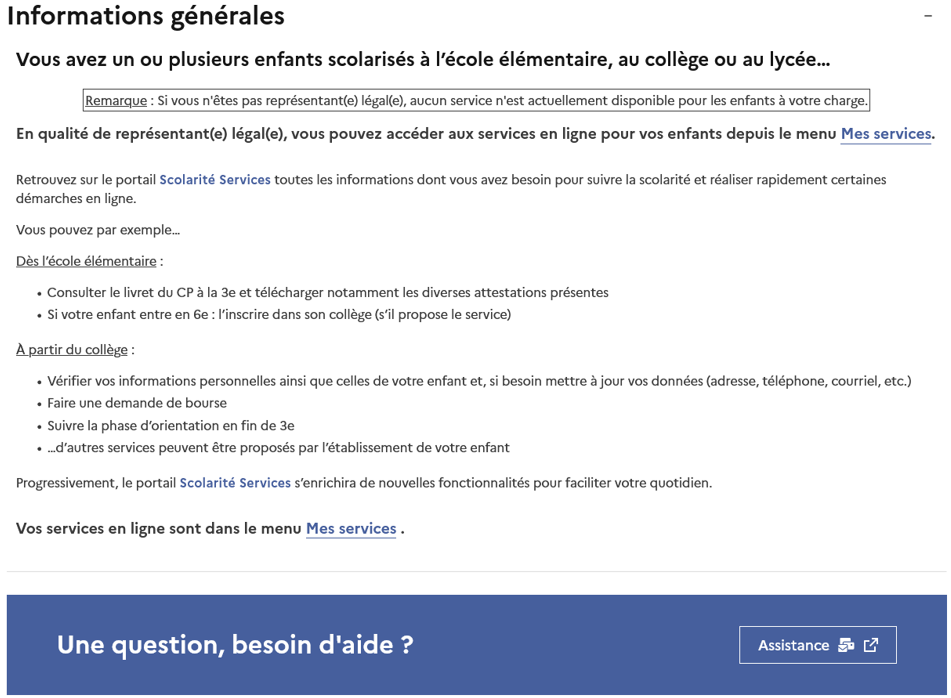 Informations générales
Vous avez un ou plusieurs enfants scolarisés à l’école élémentaire, au collège ou au lycée…
Remarque : Si vous n'êtes pas représentant(e) légal(e), aucun service n'est actuellement disponible pour les enfants à votre charge.
En qualité de représentant(e) légal(e), vous pouvez accéder aux services en ligne pour vos enfants depuis le menu Mes services.
Retrouvez sur le portail Scolarité Services toutes les informations dont vous avez besoin pour suivre la scolarité et réaliser rapidement certaines
démarches en ligne.
Vous pouvez par exemple…
Dès l’école élémentaire :
• Consulter le livret du CP à la 3e et télécharger notamment les diverses attestations présentes
• Si votre enfant entre en 6e : l’inscrire dans son collège (s’il propose le service)
À partir du collège :
• Vérifier vos informations personnelles ainsi que celles de votre enfant et, si besoin mettre à jour vos données (adresse, téléphone, courriel, etc.)
• Faire une demande de bourse
• Suivre la phase d’orientation en fin de 3e
• …d’autres services peuvent être proposés par l’établissement de votre enfant
Progressivement, le portail Scolarité Services s’enrichira de nouvelles fonctionnalités pour faciliter votre quotidien.
Vos services en ligne sont dans le menu Mes services .
Une question, besoin d'aide ?
Assistance